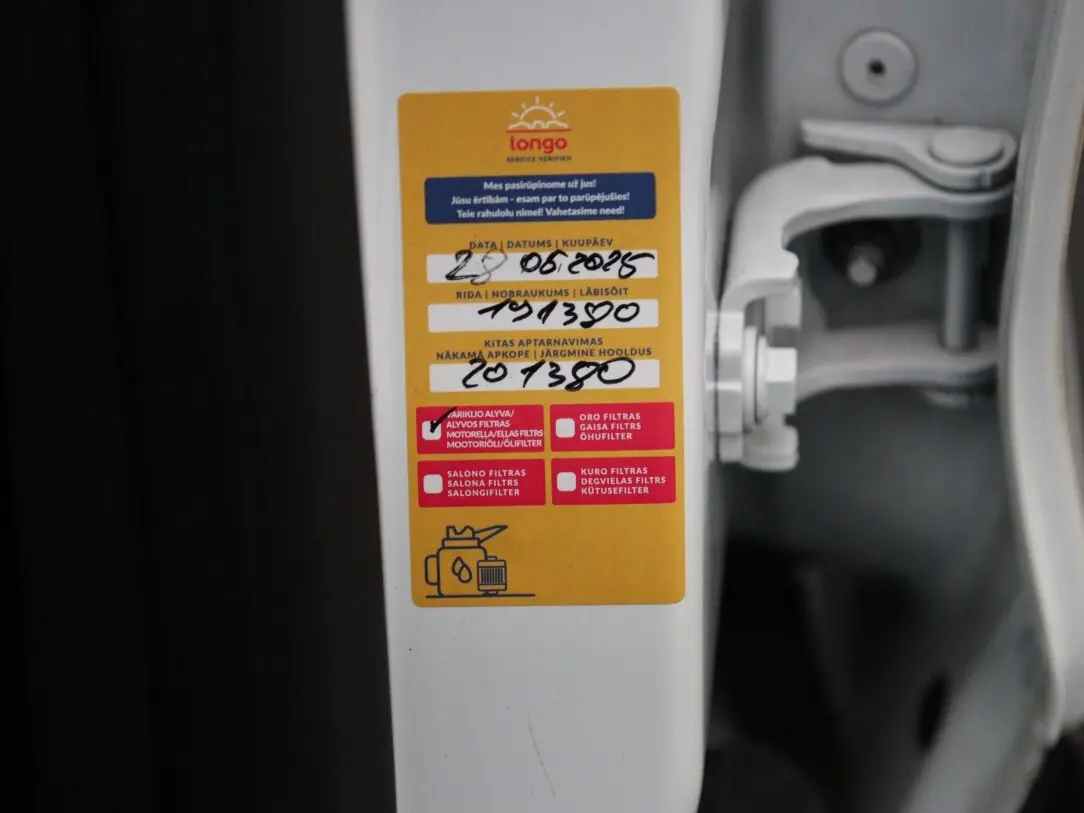 longo
SERVICE VERIFIED
Mes pasirūpinome už jus!
Jūsu ērtībām - esam par to parūpējušies!
Teie rahulolu nimel! Vahetasime need!
DATA | DATUMS | KUUPÄEV
28 05.2025
RIDA | NOBRAUKUMS | LÄBISÕIT
191380
KITAS APTARNAVIMAS
NĀKAMĀ APKOPE | JÄRGMINE HOOLDUS
201380
VARIKLIO ALYVA/
ALYVOS FILTRAS
MOTOREĻĻA/EĻĻAS FILTRS
MOOTORIÕLI/ÕLIFILTER
ORO FILTRAS
GAISA FILTRS
ÕHUFILTER
SALONO FILTRAS
SALONA FILTRS
SALONGIFILTER
KURO FILTRAS
DEGVIELAS FILTRS
KÜTUSEFILTER